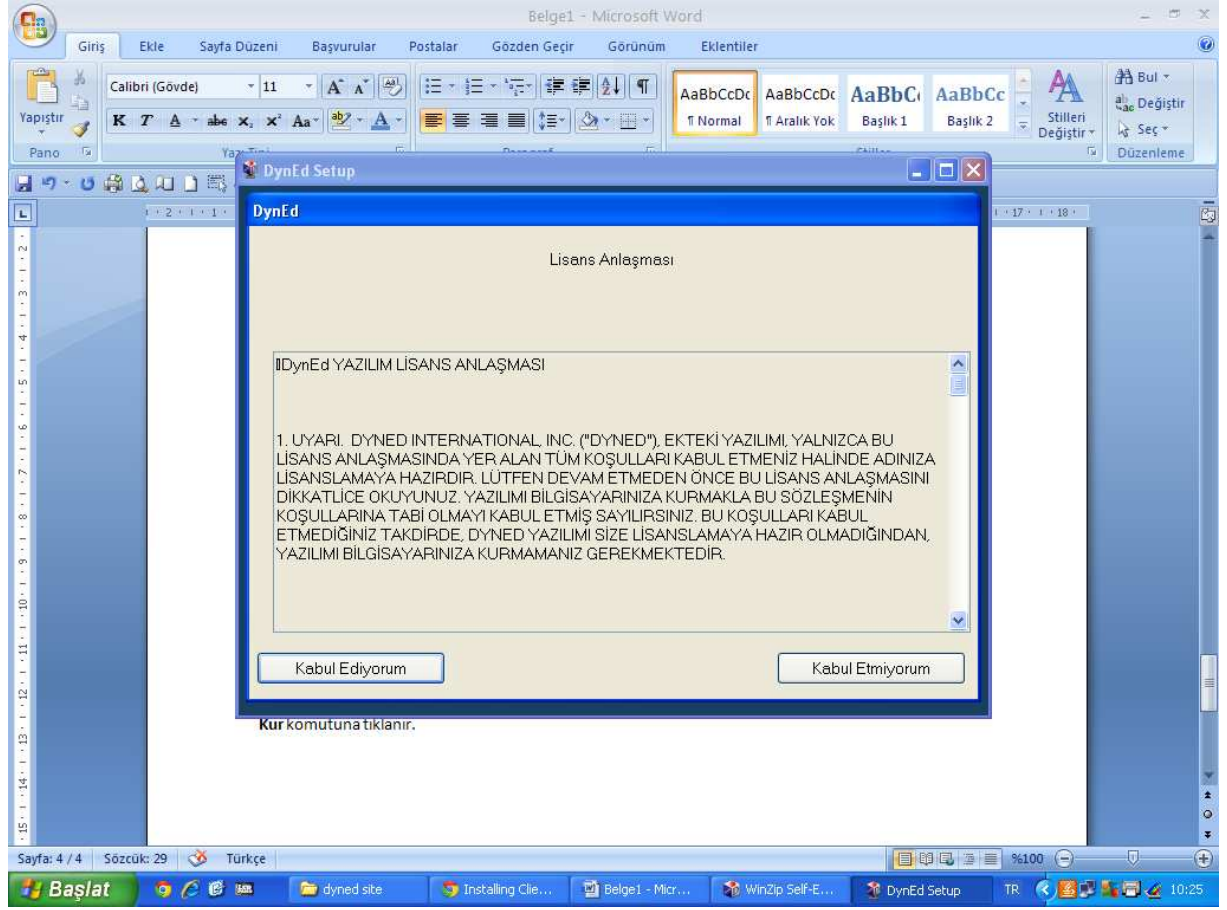 Belge1 - Microsoft Word
Giriş Ekle Sayfa Düzeni Başvurular Postalar Gözden Geçir Görünüm Eklentiler
Calibri (Gövde) 11
Bul
Yapıştır
AaBbCcDc AaBbCcDc AaBbC AaBbCc
Değiştir
K T A abe X, x² Aa
¶ Normal ¶ Aralık Yok Başlık 1 Başlık 2
Stilleri Değiştir
Seç
Pano
Düzenleme
DynEd Setup
DynEd
Lisans Anlaşması
DynEd YAZILIM LİSANS ANLAŞMASI
1. UYARI. DYNED INTERNATIONAL, INC. ("DYNED"), EKTEKİ YAZILIMI, YALNIZCA BU
LİSANS ANLAŞMASINDA YER ALAN TÜM KOŞULLARI KABUL ETMENİZ HALİNDE ADINIZA
LİSANSLAMAYA HAZIRDIR. LÜTFEN DEVAM ETMEDEN ÖNCE BU LİSANS ANLAŞMASINI
DİKKATLİCE OKUYUNUZ. YAZILIMI BİLGİSAYARINIZA KURMAKLA BU SÖZLEŞMENİN
KOŞULLARINA TABİ OLMAYI KABUL ETMİŞ SAYILIRSINIZ. BU KOŞULLARI KABUL
ETMEDİĞİNİZ TAKDİRDE, DYNED YAZILIMI SİZE LİSANSLAMAYA HAZIR OLMADIĞINDAN,
YAZILIMI BİLGİSAYARINIZA KURMAMANIZ GEREKMEKTEDİR.
Kabul Ediyorum Kabul Etmiyorum
Kur komutuna tıklanır.
Sayfa: 4 / 4 Sözcük: 29 Türkçe %100
Başlat dyned site Installing Clie... Belge1 - Micr... WinZip Self-E... DynEd Setup TR 10:25